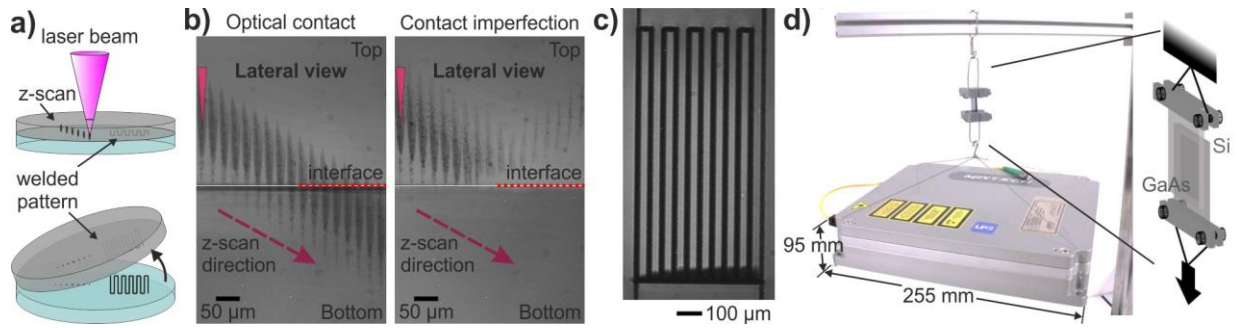 a)
laser beam
z-scan
welded
pattern
b)
Optical contact
Top
Lateral view
interface
z-scan
direction
50 μm
Bottom
Contact imperfection
Top
Lateral view
interface
z-scan
direction
50 μm
Bottom
c)
100 μm
d)
Si
GaAs
95 mm
255 mm